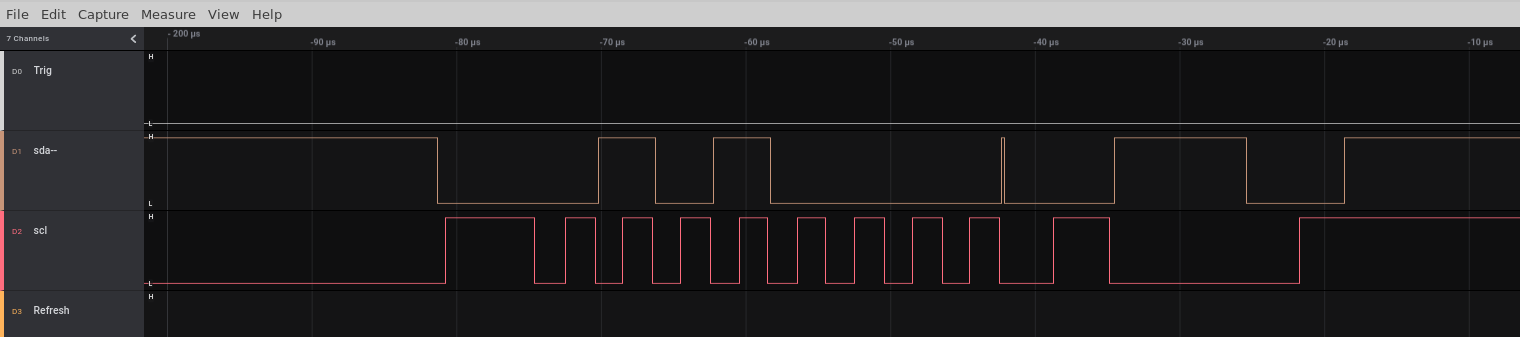 File Edit Capture Measure View Help
7 Channels
- 200 µs
-90 µs -80 µs -70 µs -60 µs -50 µs -40 µs -30 µs -20 µs -10 µs
H
D0 Trig
L
H
D1 sda--
L
H
D2 scl
L
H
D3 Refresh